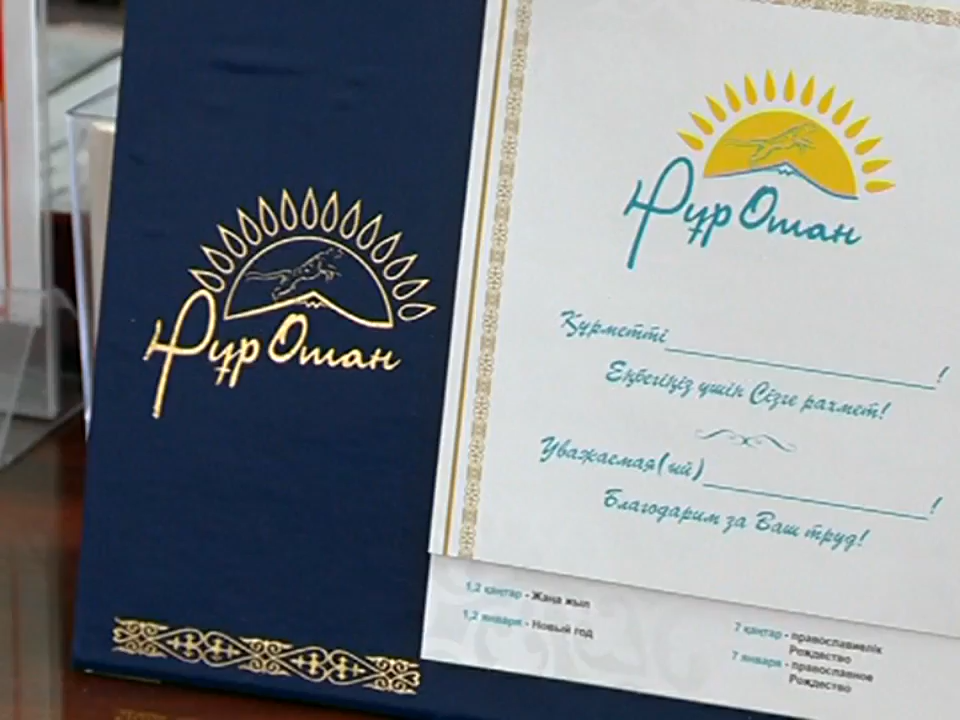 Нұр Отан
Нұр Отан
Құрметті!
Еңбегіңіз үшін Сізге рахмет!
Уважаемая(ый)!
Благодарим за Ваш труд!
1,2 қаңтар - Жаңа жыл
1,2 января - Новый год
7 қаңтар - православиелік
Рождество
7 января - православное
Рождество